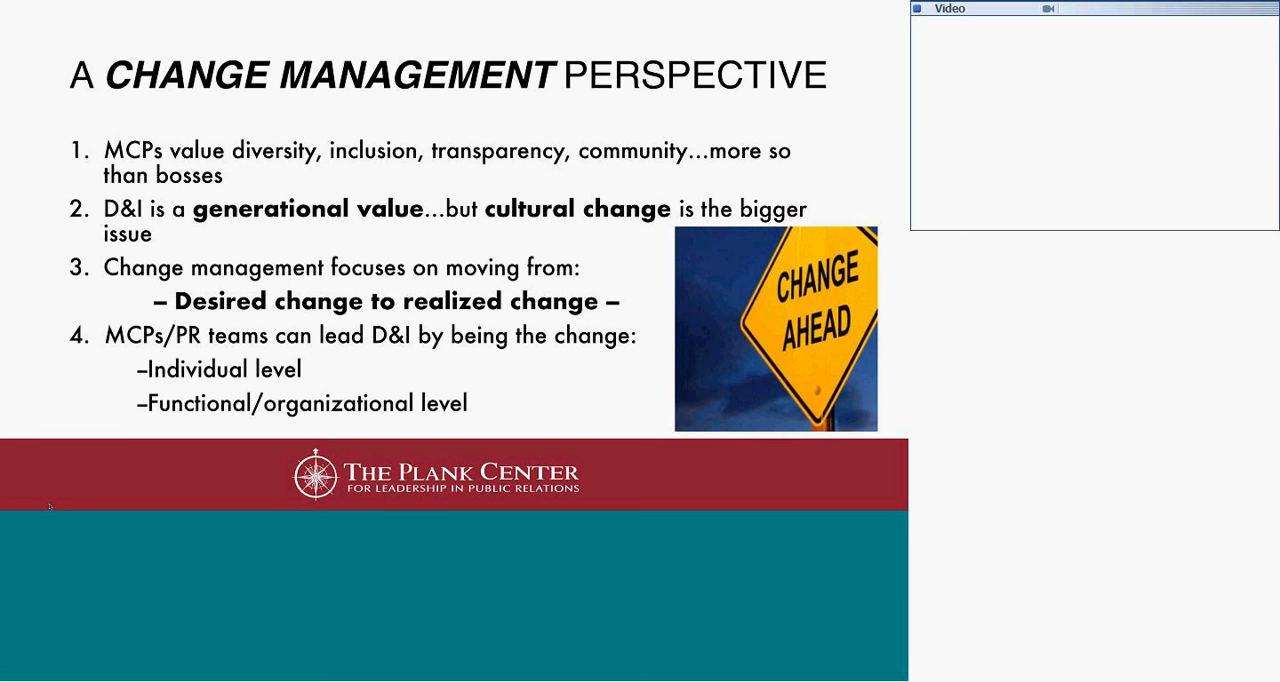 Video
A CHANGE MANAGEMENT PERSPECTIVE
1. MCPs value diversity, inclusion, transparency, community...more so
than bosses
2. D&I is a generational value...but cultural change is the bigger
issue
3. Change management focuses on moving from:
– Desired change to realized change –
4. MCPs/PR teams can lead D&I by being the change:
–Individual level
–Functional/organizational level
CHANGE
AHEAD
THE PLANK CENTER
FOR LEADERSHIP IN PUBLIC RELATIONS